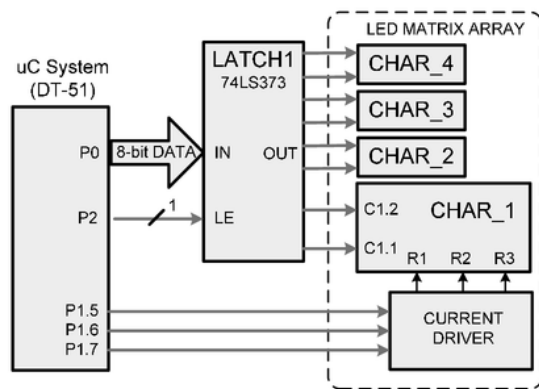 LED MATRIX ARRAY
uC System
(DT-51)
LATCH1
74LS373
CHAR_4
CHAR_3
CHAR_2
P0
8-bit DATA
IN
OUT
P2
1
LE
C1.2
CHAR_1
C1.1
R1 R2 R3
P1.5
P1.6
P1.7
CURRENT
DRIVER